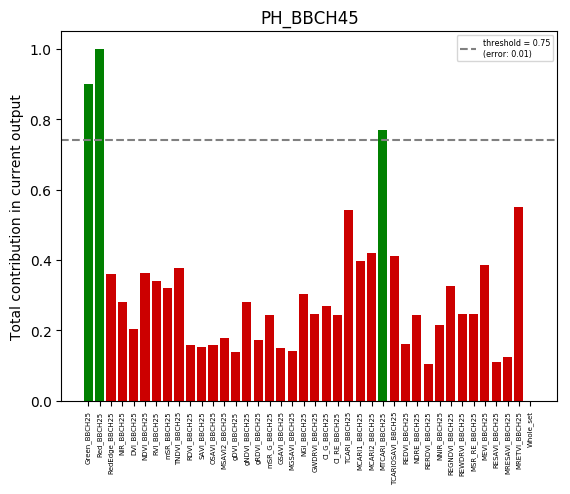 PH_BBCH45
threshold = 0.75
(error: 0.01)
Total contribution in current output
1.0
0.8
0.6
0.4
0.2
0.0
Green_BBCH25
Red_BBCH25
RedEdge_BBCH25
NIR_BBCH25
DVI_BBCH25
NDVI_BBCH25
RVI_BBCH25
mSR_BBCH25
TNDVI_BBCH25
RDVI_BBCH25
SAVI_BBCH25
OSAVI_BBCH25
MSAVI2_BBCH25
gDVI_BBCH25
gNDVI_BBCH25
gRDVI_BBCH25
mSR_G_BBCH25
GSAVI_BBCH25
MGSAVI_BBCH25
NGI_BBCH25
GWDRVI_BBCH25
CI_G_BBCH25
CI_RE_BBCH25
TCARI_BBCH25
MCARI1_BBCH25
MCARI2_BBCH25
MTCARI_BBCH25
TCARIOSAVI_BBCH25
REDVI_BBCH25
NDRE_BBCH25
RERDVI_BBCH25
NNIR_BBCH25
REGNDVI_BBCH25
REWDRVI_BBCH25
MSR_RE_BBCH25
MEVI_BBCH25
RESAVI_BBCH25
MRESAVI_BBCH25
MRETVI_BBCH25
Whole_set